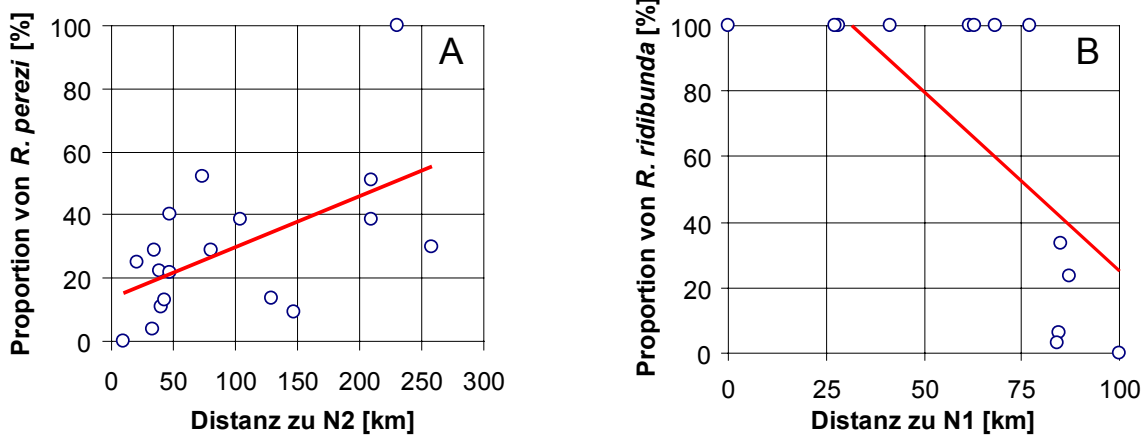 Proportion von R. perezi [%]
100
80
60
40
20
0
A
0 50 100 150 200 250 300
Distanz zu N2 [km]
Proportion von R. ridibunda [%]
100
80
60
40
20
0
B
0 25 50 75 100
Distanz zu N1 [km]